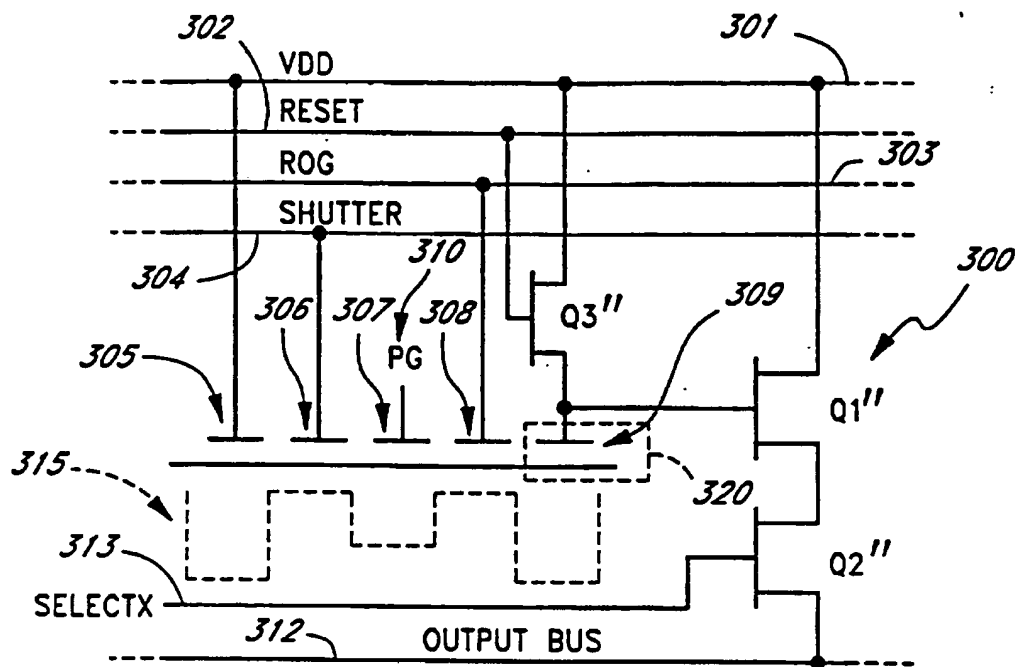 302
301
VDD
RESET
ROG
303
SHUTTER
304
310
300
306
307
308
Q3"
309
305
PG
Q1"
315
320
313
Q2"
SELECTX
312
OUTPUT BUS